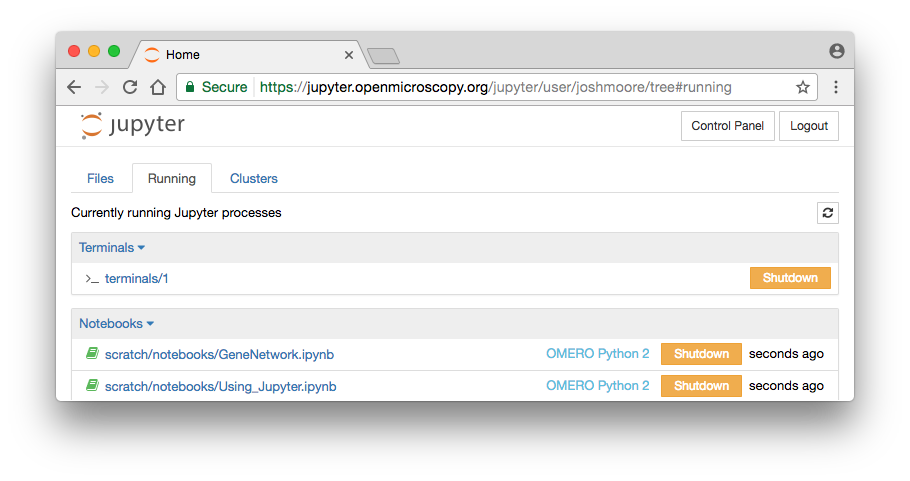 Home
Secure https://jupyter.openmicroscopy.org/jupyter/user/joshmoore/tree#running
jupyter Control Panel Logout
Files Running Clusters
Currently running Jupyter processes
Terminals
>_ terminals/1 Shutdown
Notebooks
scratch/notebooks/GeneNetwork.ipynb OMERO Python 2 Shutdown seconds ago
scratch/notebooks/Using_Jupyter.ipynb OMERO Python 2 Shutdown seconds ago